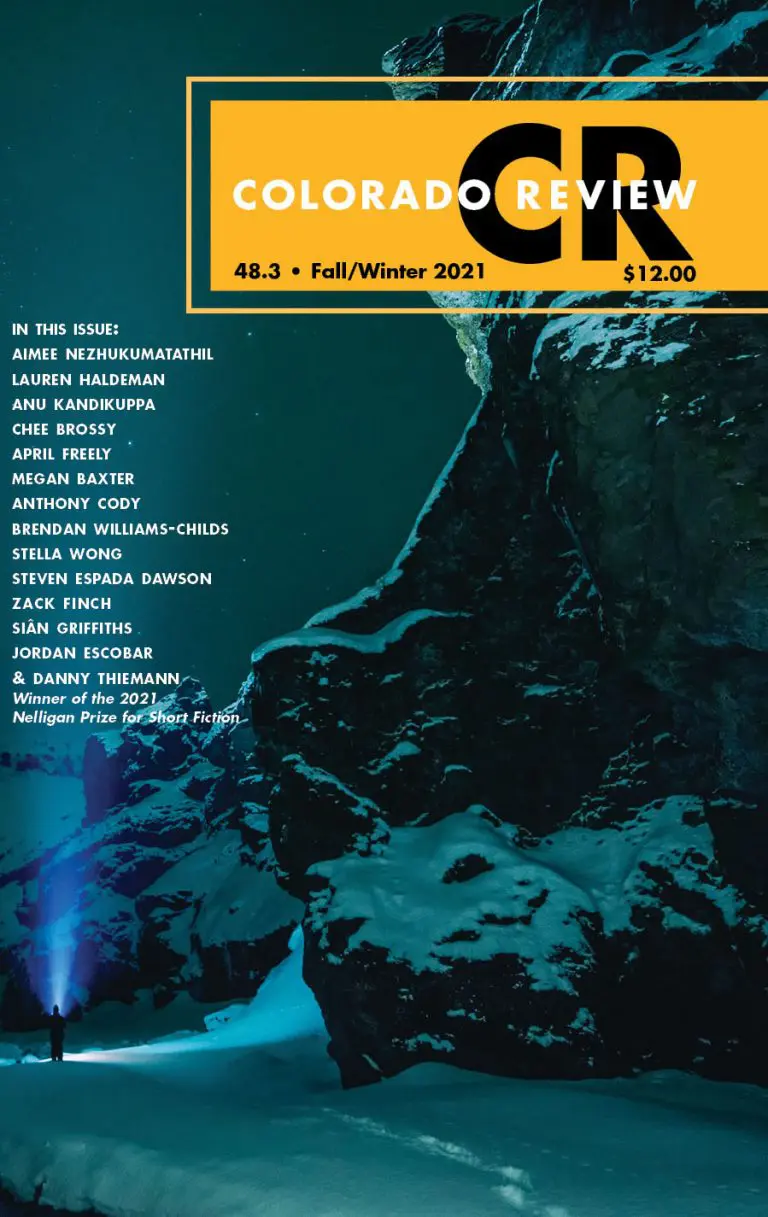 CR
COLORADO REVIEW
48.3 • Fall/Winter 2021
$12.00
IN THIS ISSUE:
AIMEE NEZHUKUMATATHIL
LAUREN HALDEMAN
ANU KANDIKUPPA
CHEE BROSSY
APRIL FREELY
MEGAN BAXTER
ANTHONY CODY
BRENDAN WILLIAMS-CHILDS
STELLA WONG
STEVEN ESPADA DAWSON
ZACK FINCH
SIÂN GRIFFITHS
JORDAN ESCOBAR
& DANNY THIEMANN
Winner of the 2021
Nelligan Prize for Short Fiction